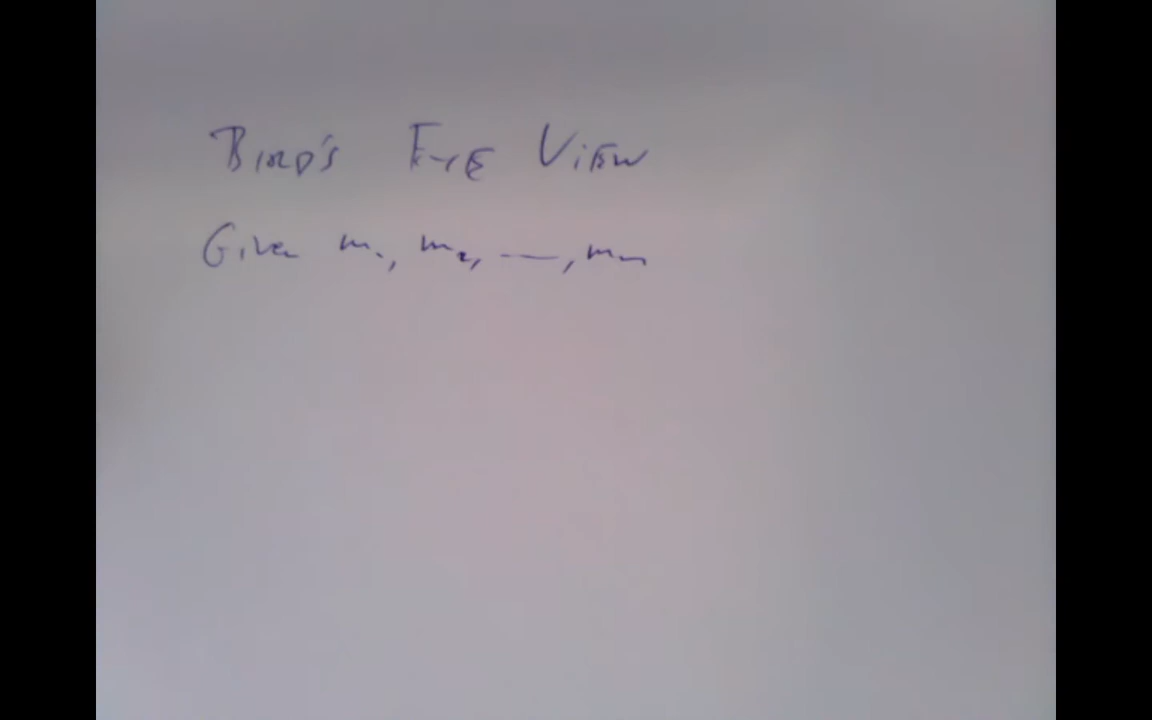 BIRD'S EYE VIEW
Given m₁, m₂, —, mₙ